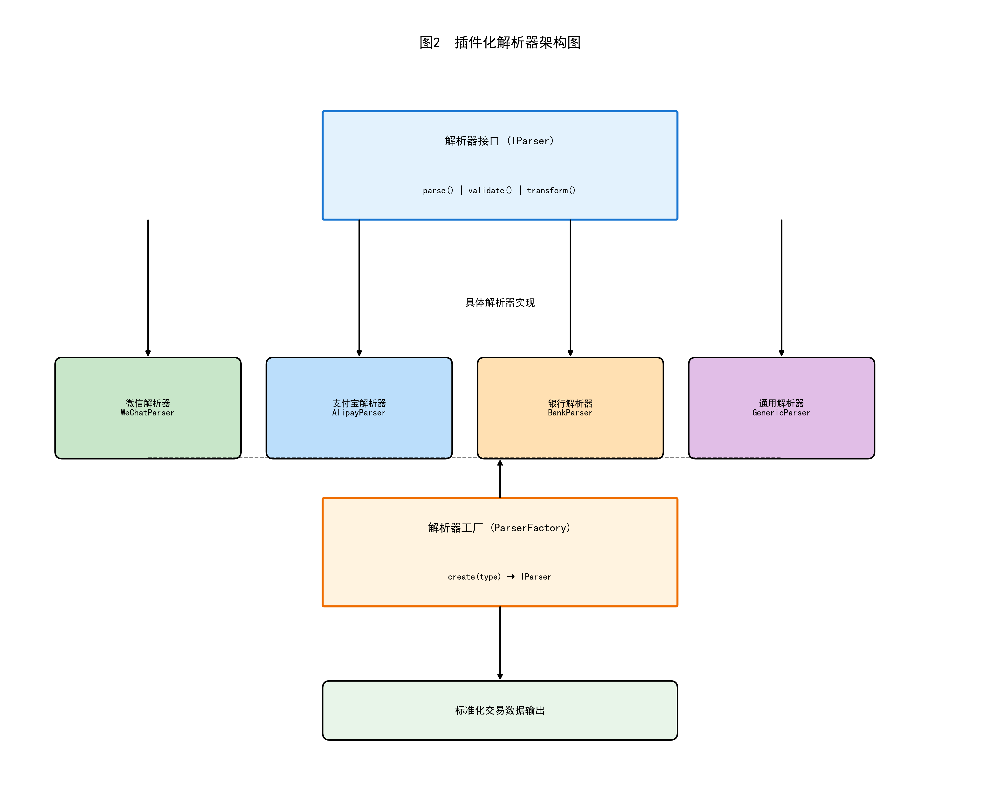 图2  插件化解析器架构图
解析器接口 (IParser)
parse() | validate() | transform()
具体解析器实现
微信解析器
WeChatParser
支付宝解析器
AlipayParser
银行解析器
BankParser
通用解析器
GenericParser
解析器工厂 (ParserFactory)
create(type) → IParser
标准化交易数据输出